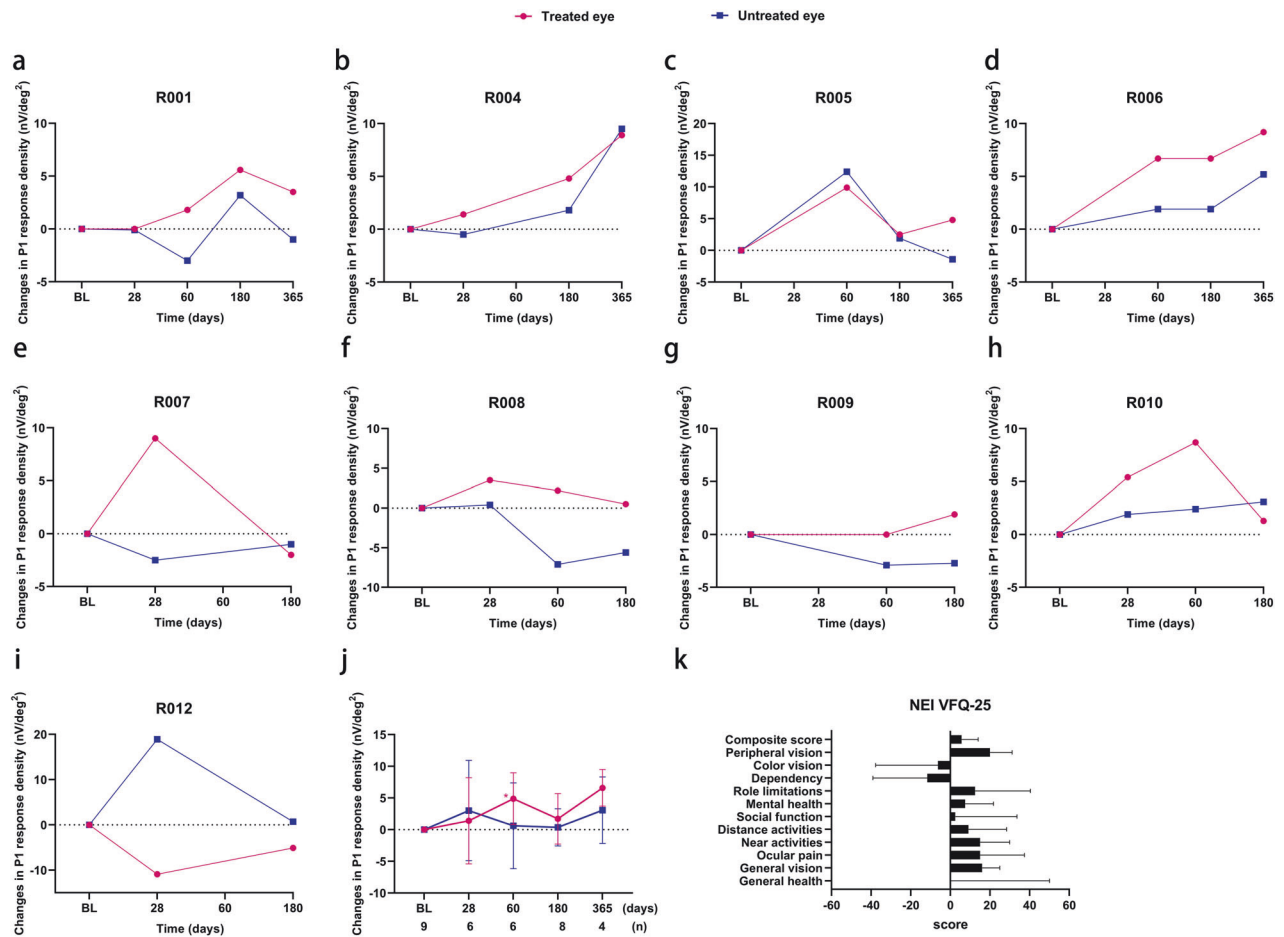 Treated eye Untreated eye
a b c d
R001 R004 R005 R006
Changes in P1 response density (nV/deg²)
10
5
0
-5
BL 28 60 180 365
Time (days)
Changes in P1 response density (nV/deg²)
10
5
0
-5
BL 28 60 180 365
Time (days)
Changes in P1 response density (nV/deg²)
20
15
10
5
0
-5
BL 28 60 180 365
Time (days)
Changes in P1 response density (nV/deg²)
10
5
0
-5
BL 28 60 180 365
Time (days)
e f g h
R007 R008 R009 R010
Changes in P1 response density (nV/deg²)
10
5
0
-5
BL 28 60 180
Time (days)
Changes in P1 response density (nV/deg²)
10
5
0
-5
-10
BL 28 60 180
Time (days)
Changes in P1 response density (nV/deg²)
10
5
0
-5
BL 28 60 180
Time (days)
Changes in P1 response density (nV/deg²)
10
5
0
-5
BL 28 60 180
Time (days)
i j k
R012
Changes in P1 response density (nV/deg²)
20
10
0
-10
BL 28 60 180
Time (days)
Changes in P1 response density (nV/deg²)
15
10
5
0
-5
-10
*
BL 28 60 180 365 (days)
9 6 6 8 4 (n)
NEI VFQ-25
Composite score
Peripheral vision
Color vision
Dependency
Role limitations
Mental health
Social function
Distance activities
Near activities
Ocular pain
General vision
General health
-60 -40 -20 0 20 40 60
score